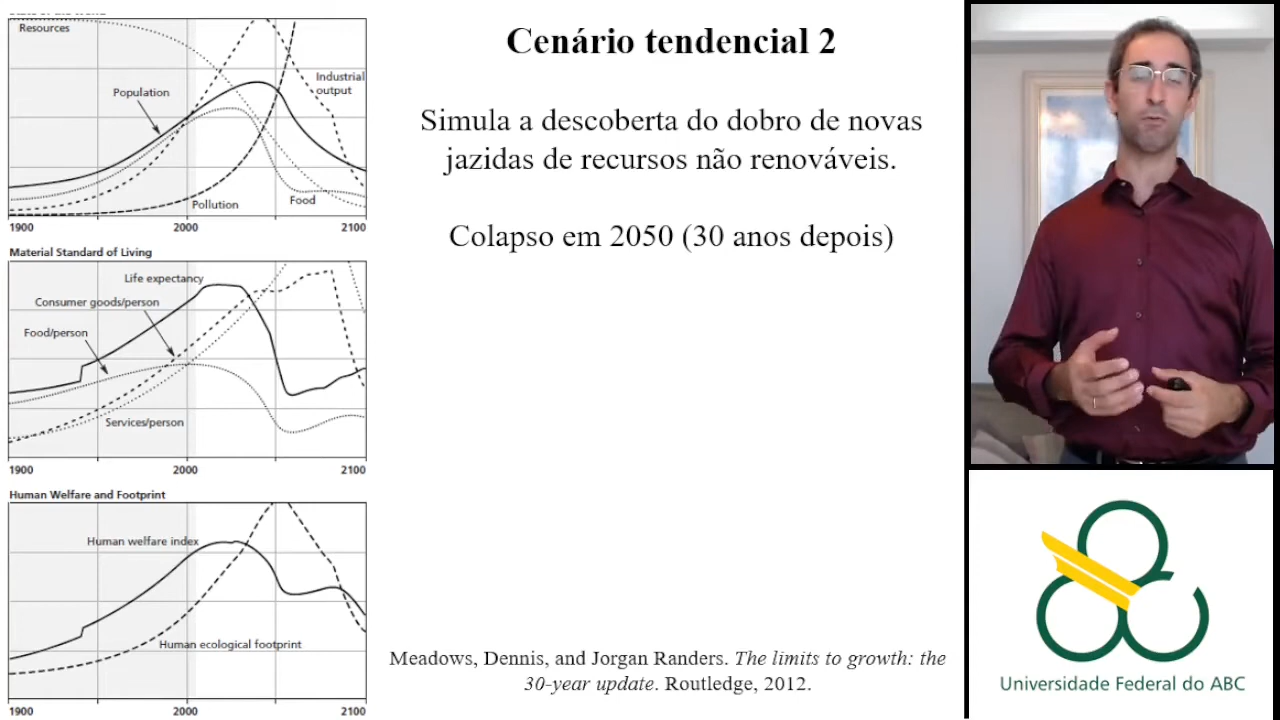 Resources
Population
Industrial
output
Pollution
Food
1900
2000
2100
Material Standard of Living
Life expectancy
Consumer goods/person
Food/person
Services/person
1900
2000
2100
Human Welfare and Footprint
Human welfare index
Human ecological footprint
1900
2000
2100
Cenário tendencial 2
Simula a descoberta do dobro de novas
jazidas de recursos não renováveis.
Colapso em 2050 (30 anos depois)
Meadows, Dennis, and Jorgan Randers. The limits to growth: the
30-year update. Routledge, 2012.
Universidade Federal do ABC